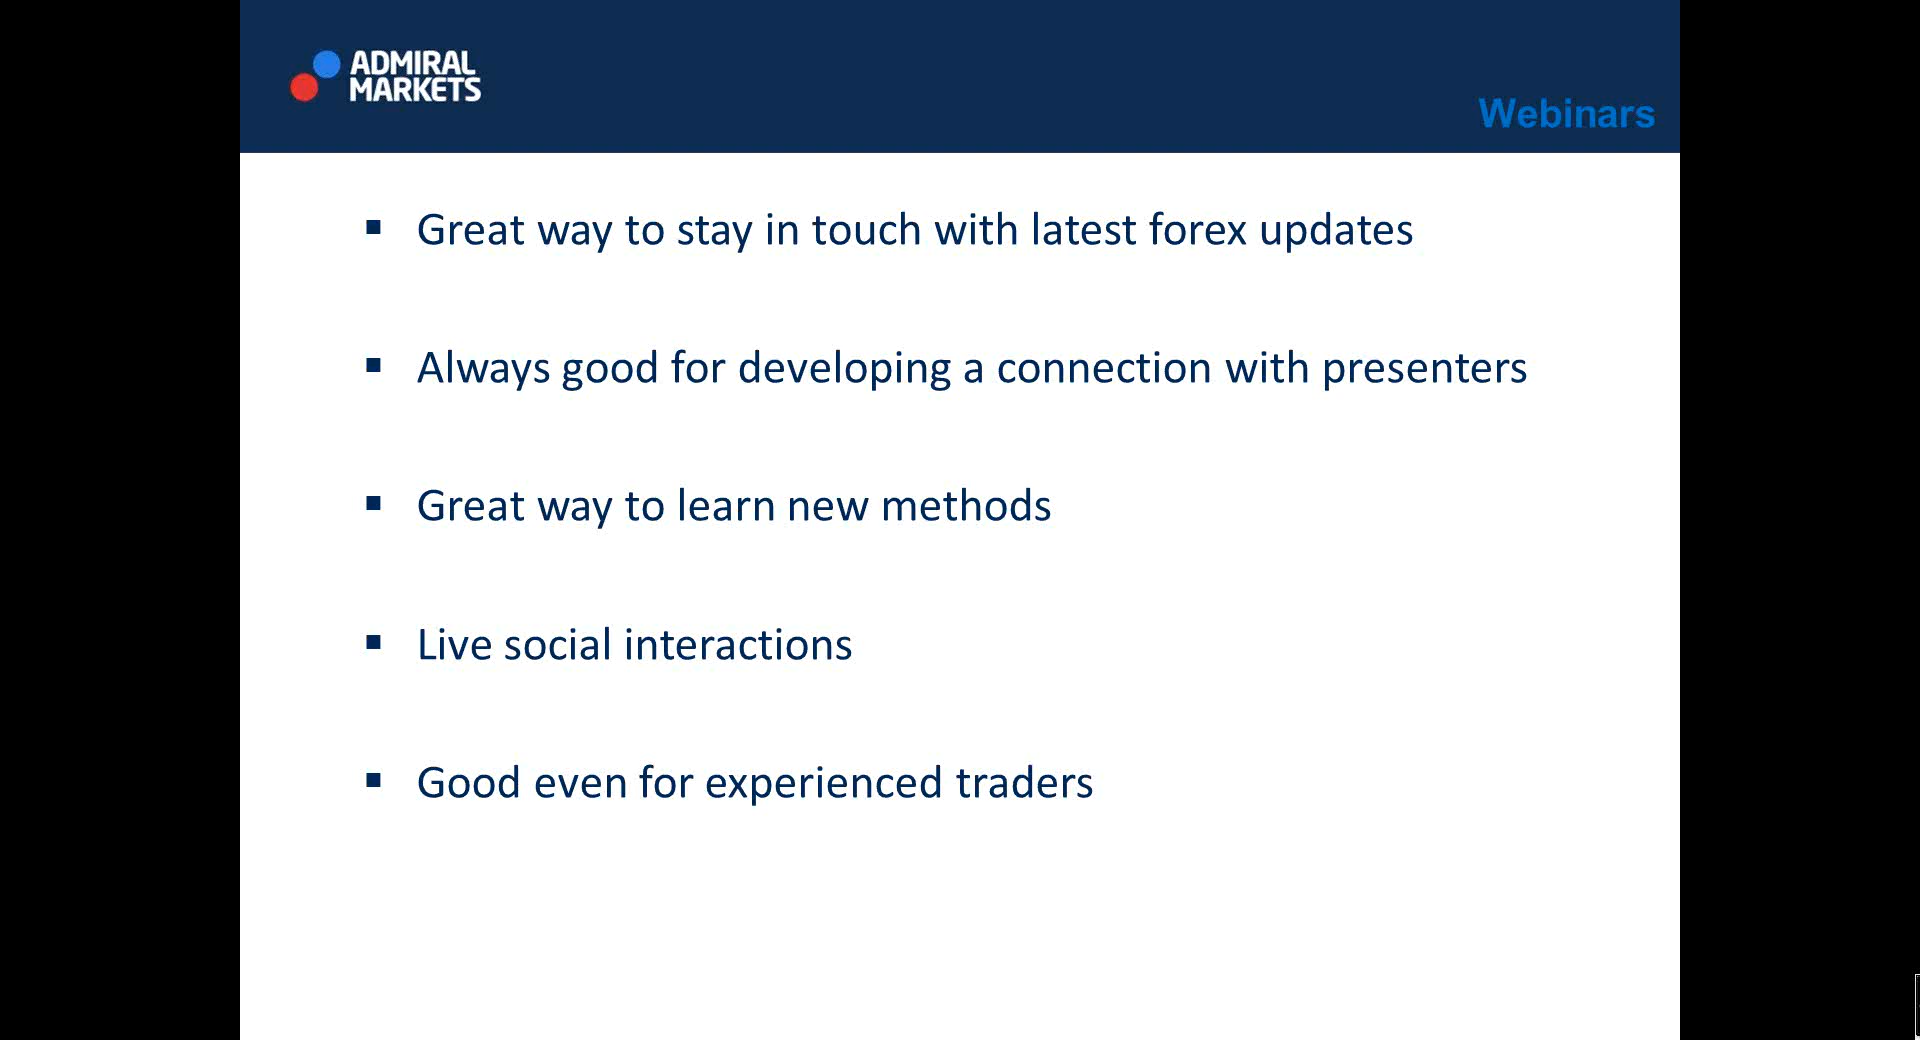 ADMIRAL
MARKETS
Webinars
▪ Great way to stay in touch with latest forex updates
▪ Always good for developing a connection with presenters
▪ Great way to learn new methods
▪ Live social interactions
▪ Good even for experienced traders